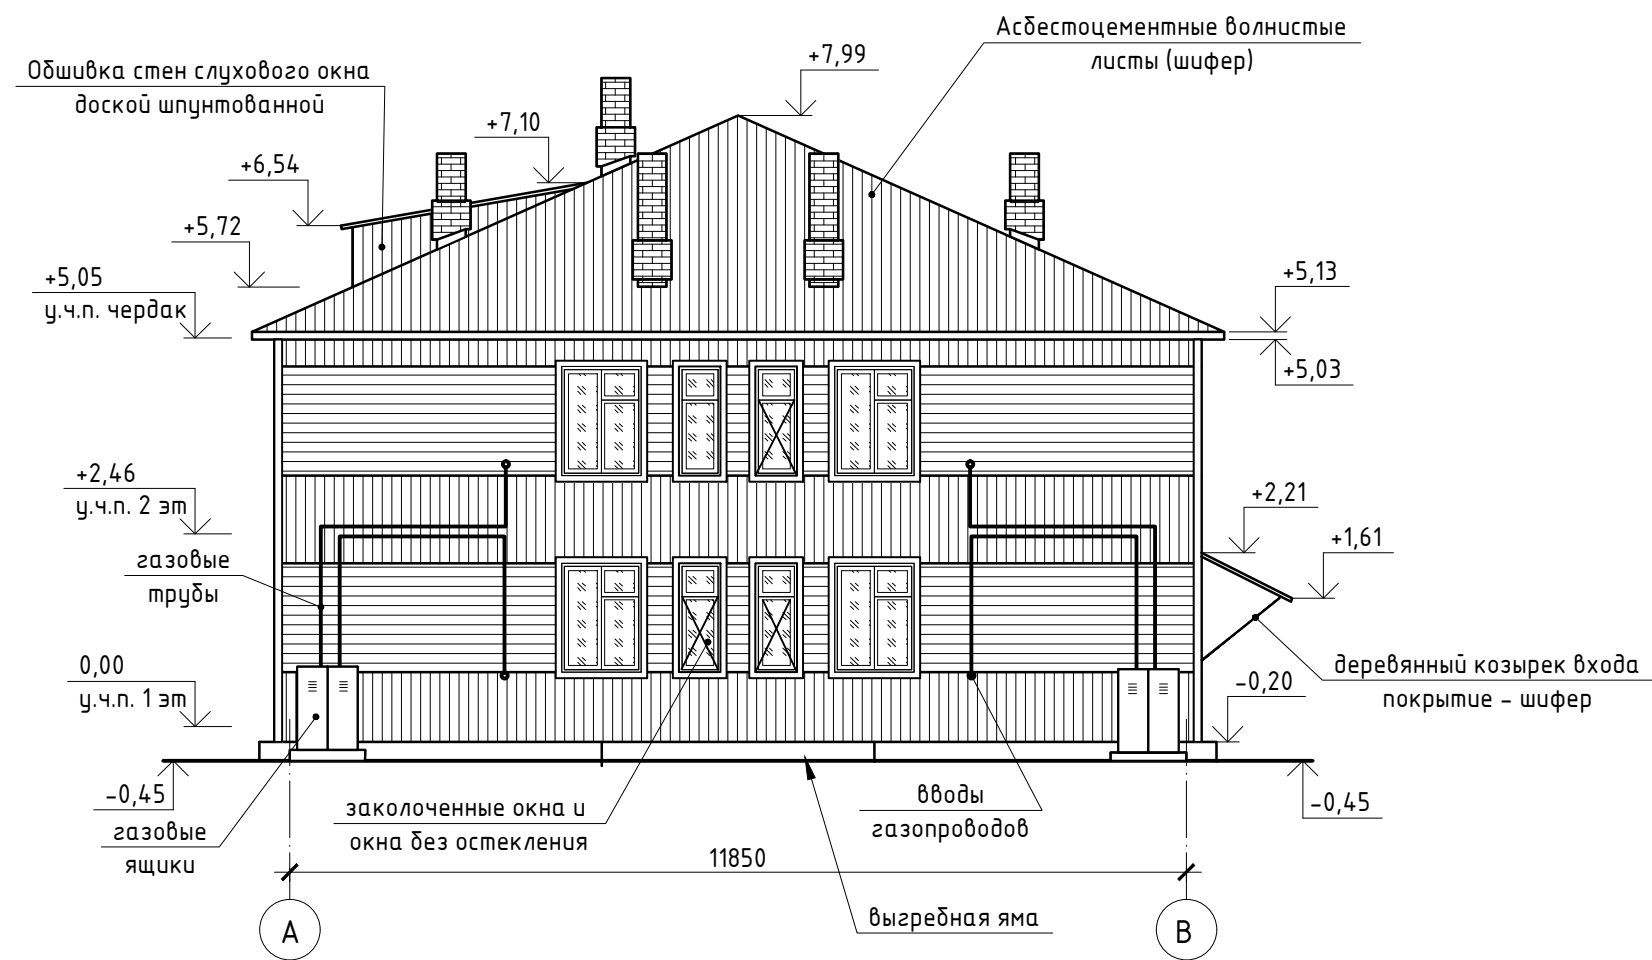 Асбестоцементные волнистые
листы (шифер)
+7,99
Обшивка стен слухового окна
доской шпунтованной
+7,10
+6,54
+5,72
+5,05
у.ч.п. чердак
+5,13
+5,03
+2,46
у.ч.п. 2 эт
+2,21
+1,61
газовые
трубы
0,00
у.ч.п. 1 эт
деревянный козырек входа
покрытие - шифер
-0,20
-0,45
газовые
ящики
заколоченные окна и
окна без остекления
вводы
газопроводов
-0,45
11850
выгребная яма
А
В